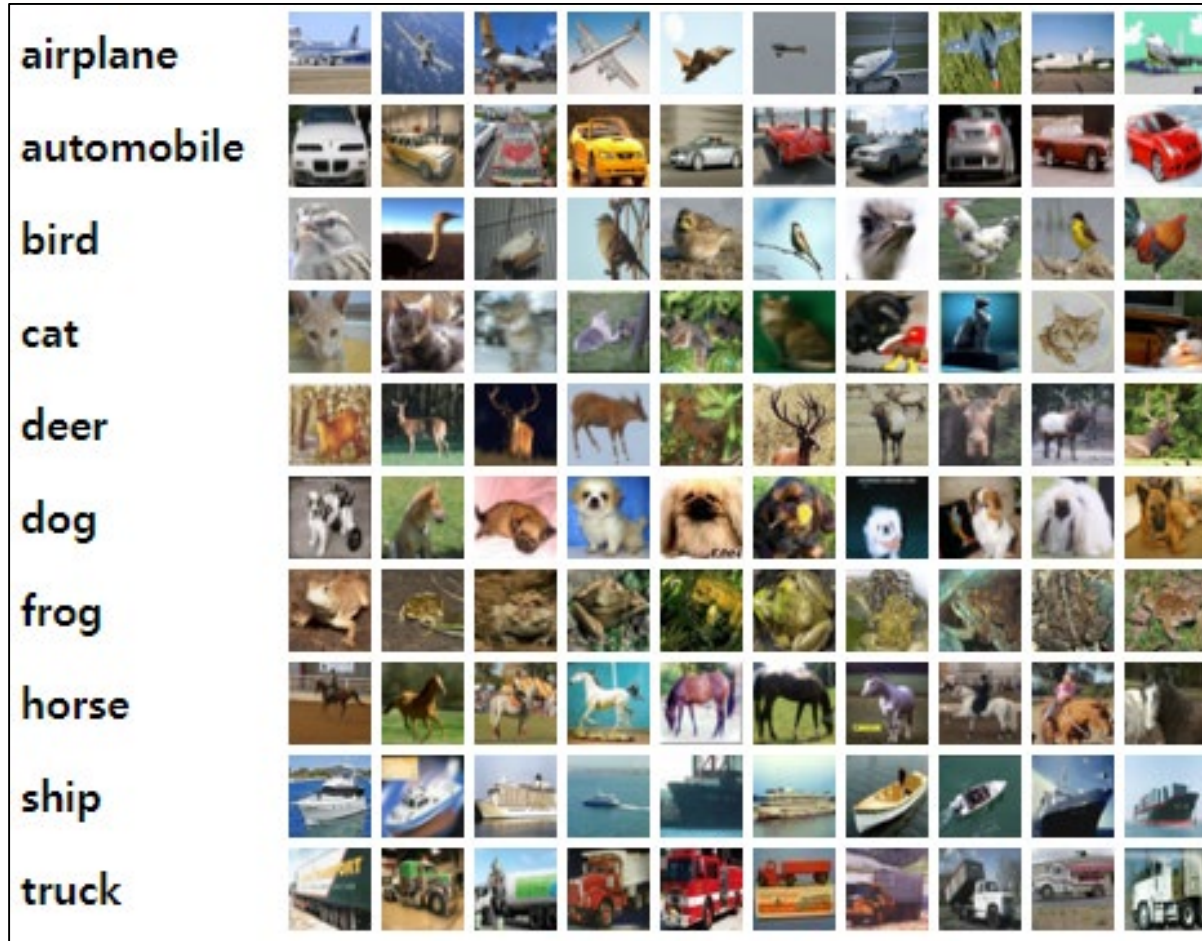 airplane
automobile
bird
cat
deer
dog
frog
horse
ship
truck